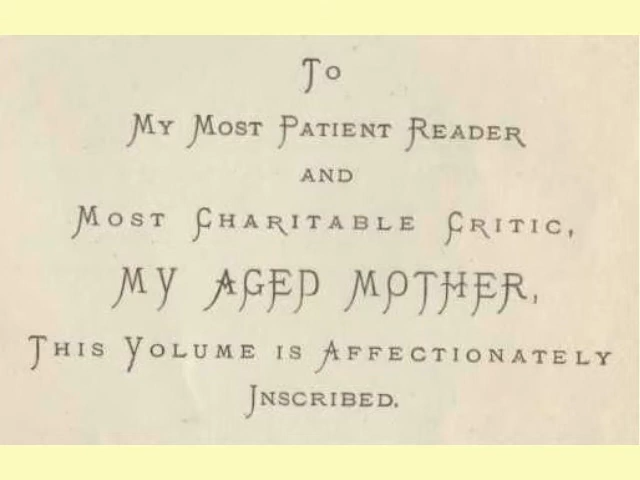 To
My Most Patient Reader
and
Most Charitable Critic,
MY AGED MOTHER,
This Volume is Affectionately
Inscribed.